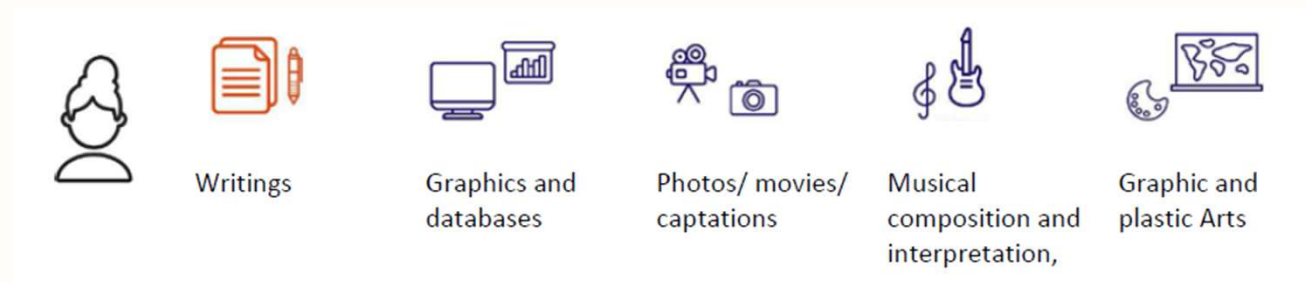 Writings
Graphics and
databases
Photos/ movies/
captations
Musical
composition and
interpretation,
Graphic and
plastic Arts